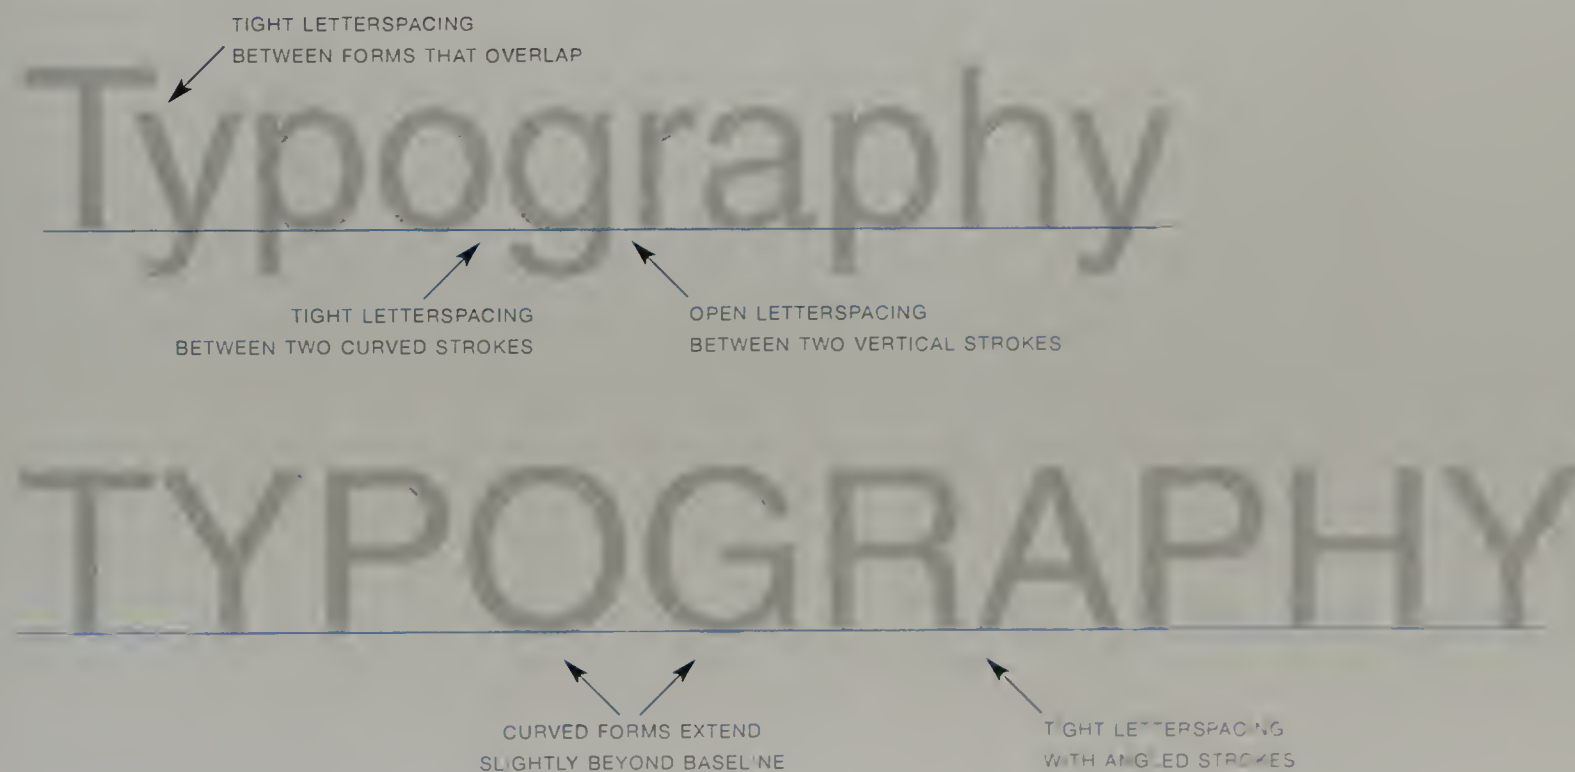 TIGHT LETTERSPACING
BETWEEN FORMS THAT OVERLAP
Typography
TIGHT LETTERSPACING
BETWEEN TWO CURVED STROKES
OPEN LETTERSPACING
BETWEEN TWO VERTICAL STROKES
TYPOGRAPHY
CURVED FORMS EXTEND
SLIGHTLY BEYOND BASELINE
TIGHT LETTERSPACING
WITH ANGLED STROKES